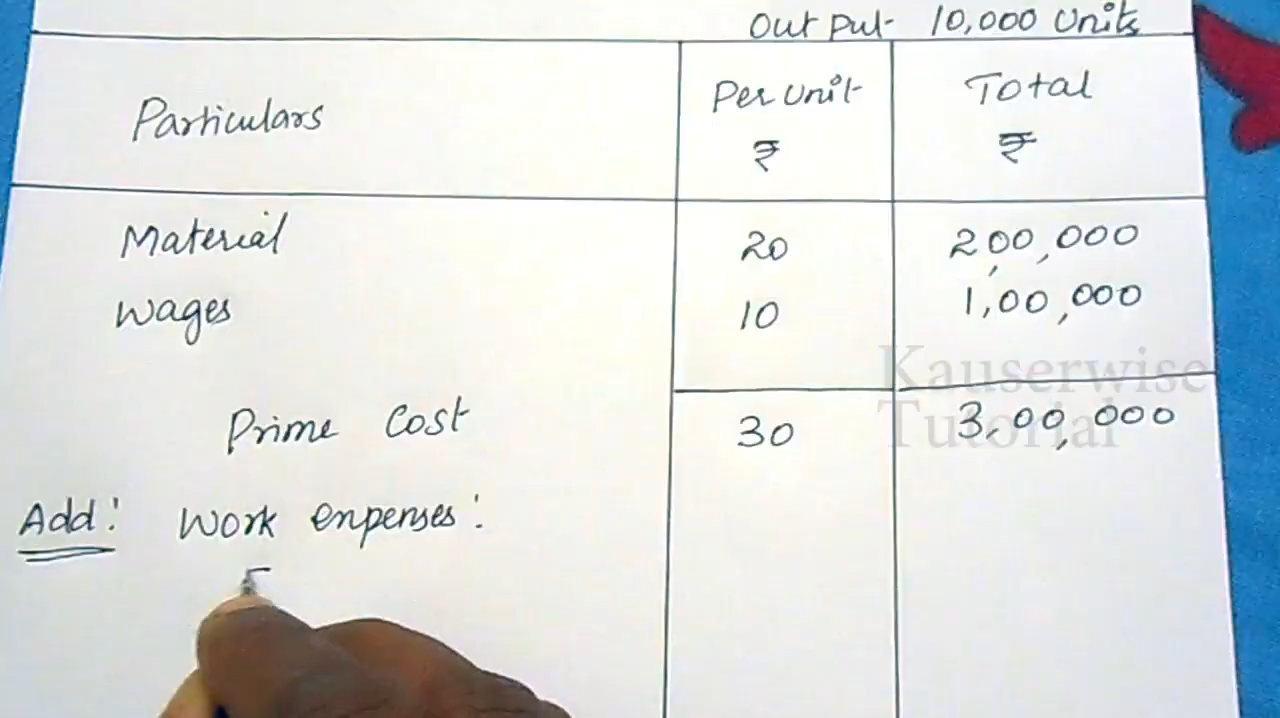 Out put- 10,000 Units
Particulars Per Unit Total
₹ ₹
Material 20 2,00,000
Wages 10 1,00,000
Kauserwise
Tutorial
Prime Cost 30 3,00,000
Add: Work expenses: